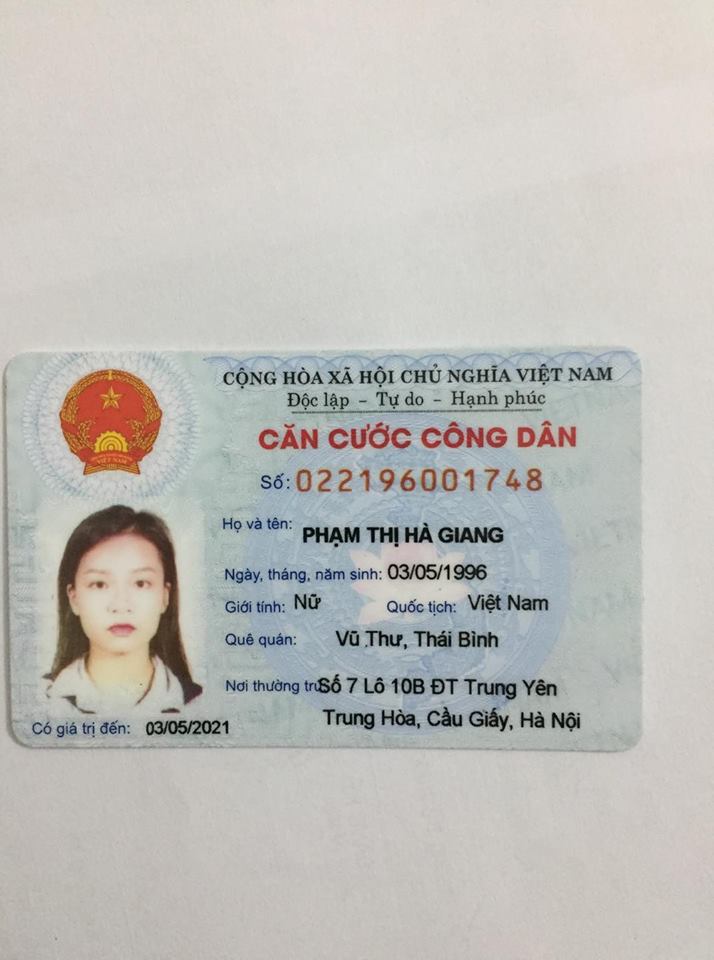 CỘNG HÒA XÃ HỘI CHỦ NGHĨA VIỆT NAM
Độc lập - Tự do - Hạnh phúc
CĂN CƯỚC CÔNG DÂN
Số: 022196001748
Họ và tên: PHẠM THỊ HÀ GIANG
Ngày, tháng, năm sinh: 03/05/1996
Giới tính: Nữ Quốc tịch: Việt Nam
Quê quán: Vũ Thư, Thái Bình
Nơi thường trú: Số 7 Lô 10B ĐT Trung Yên
Trung Hòa, Cầu Giấy, Hà Nội
Có giá trị đến: 03/05/2021